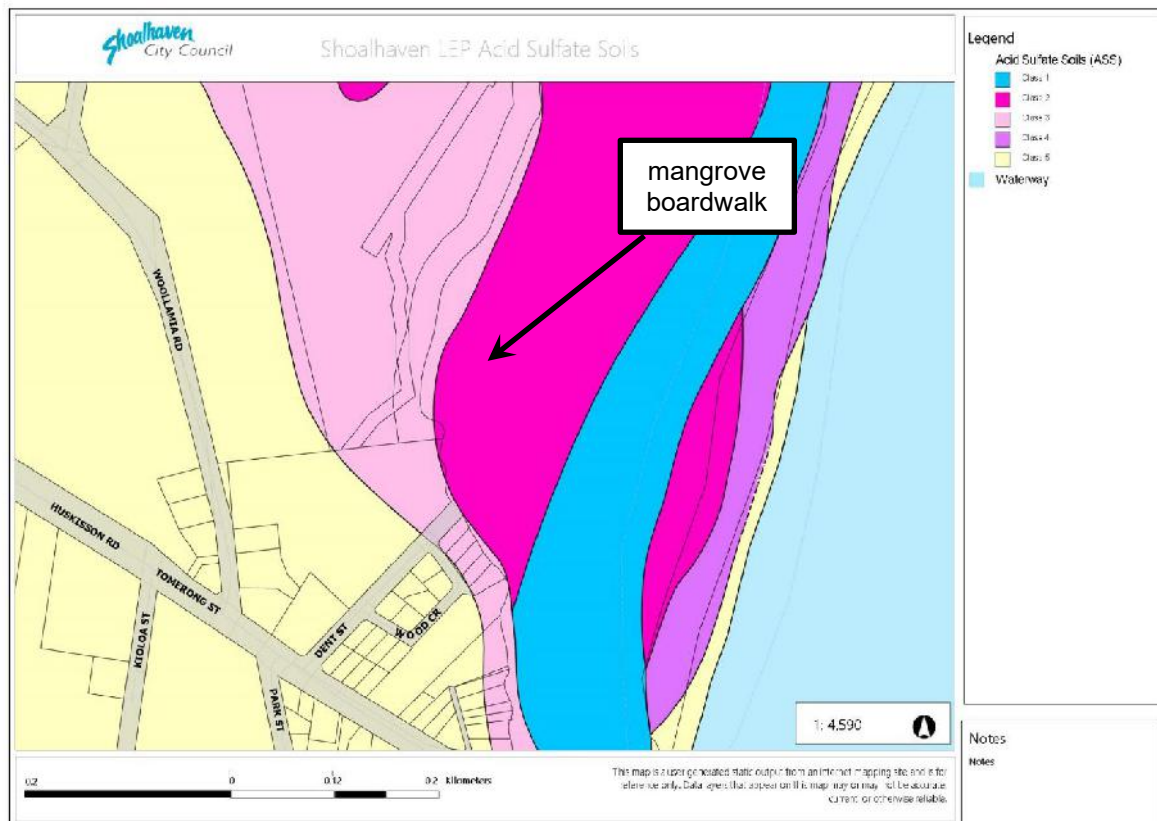 Shoalhaven
City Council
Shoalhaven LEP Acid Sulfate Soils
mangrove
boardwalk
WOOLLAMIA RD
HUSKISSON RD
TOMERONG ST
KIOLOA ST
PARK ST
DENT ST
WOOD CR
1: 4,590
Legend
Acid Sulfate Soils (ASS)
Class 1
Class 2
Class 3
Class 4
Class 5
Waterway
Notes
Notes
0.2
0
0.12
0.2 Kilometers
This map is a user generated static output from an internet mapping site and is for
reference only. Data layers that appear on this map may or may not be accurate,
current, or otherwise reliable.